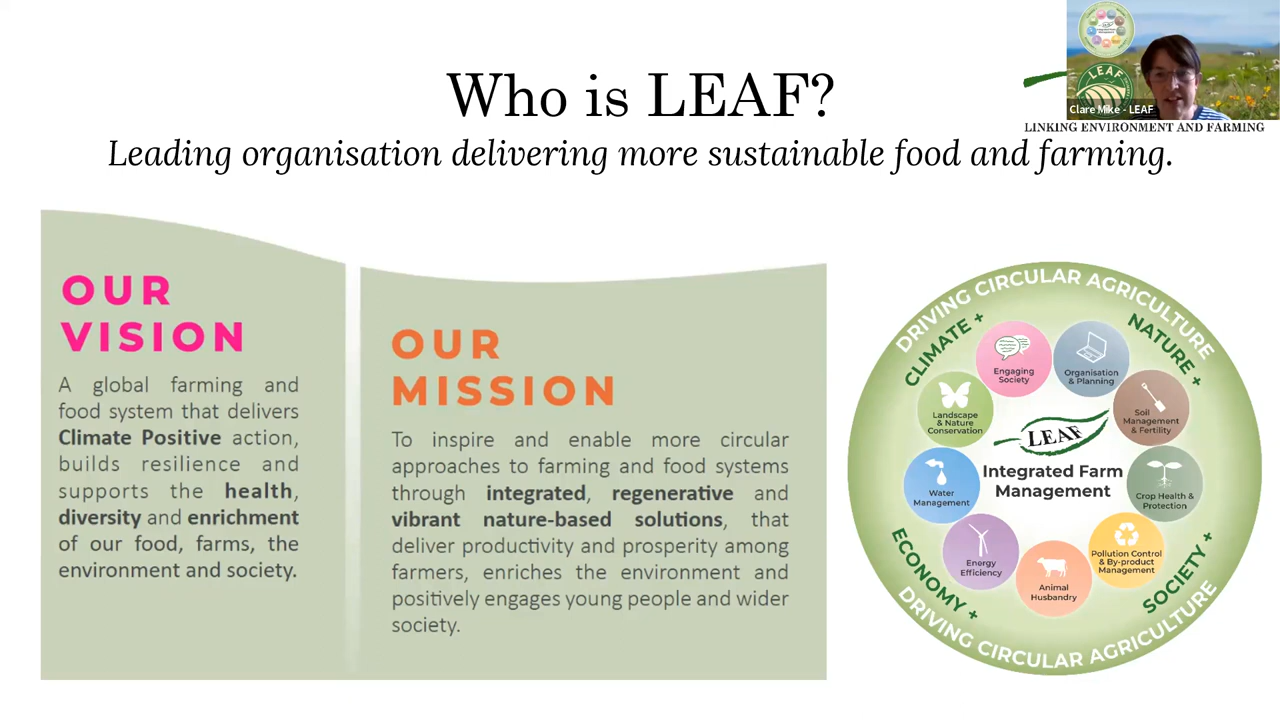 Who is LEAF?
Leading organisation delivering more sustainable food and farming.
LEAF
Clare Mike - LEAF
LINKING ENVIRONMENT AND FARMING
OUR
VISION
A global farming and
food system that delivers
Climate Positive action,
builds resilience and
supports the health,
diversity and enrichment
of our food, farms, the
environment and society.
OUR
MISSION
To inspire and enable more circular
approaches to farming and food systems
through integrated, regenerative and
vibrant nature-based solutions, that
deliver productivity and prosperity among
farmers, enriches the environment and
positively engages young people and wider
society.
DRIVING CIRCULAR AGRICULTURE
CLIMATE +
NATURE +
Engaging
Society
Organisation
& Planning
Landscape
& Nature
Conservation
Soil
Management
& Fertility
LEAF
Integrated Farm
Management
Water
Management
Crop Health &
Protection
Energy
Efficiency
Pollution Control
& By-product
Management
Animal
Husbandry
ECONOMY +
SOCIETY +
DRIVING CIRCULAR AGRICULTURE